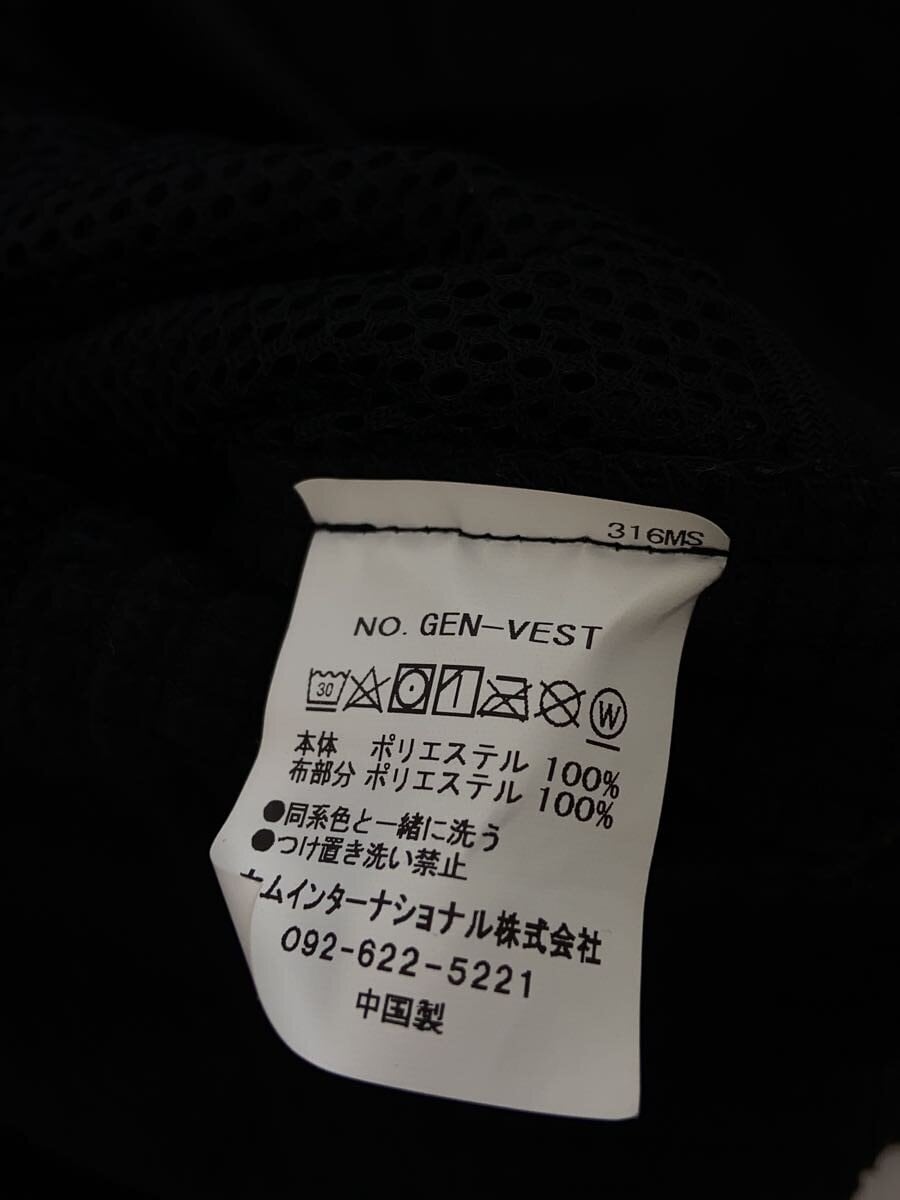 316MS
NO. GEN-VEST
30 W
本体 ポリエステル 100%
布部分 ポリエステル 100%
●同系色と一緒に洗う
●つけ置き洗い禁止
カムインターナショナル株式会社
092-622-5221
中国製